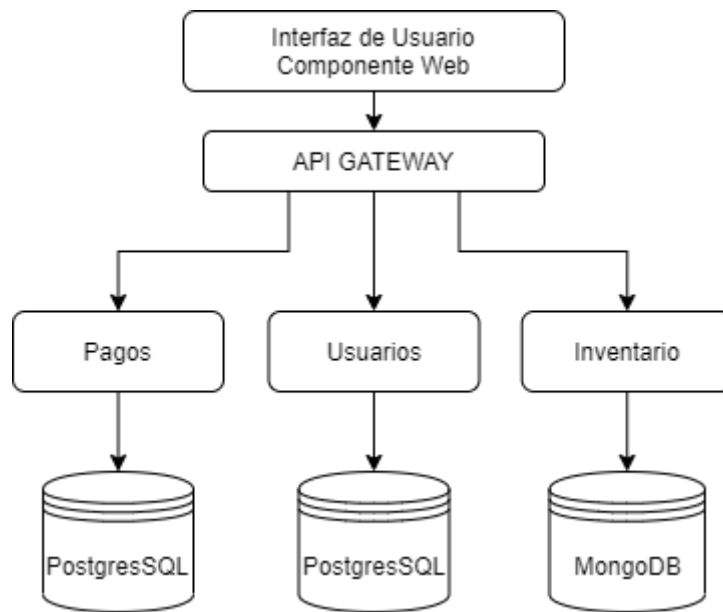 Interfaz de Usuario
Componente Web
API GATEWAY
Pagos
Usuarios
Inventario
PostgresSQL
PostgresSQL
MongoDB